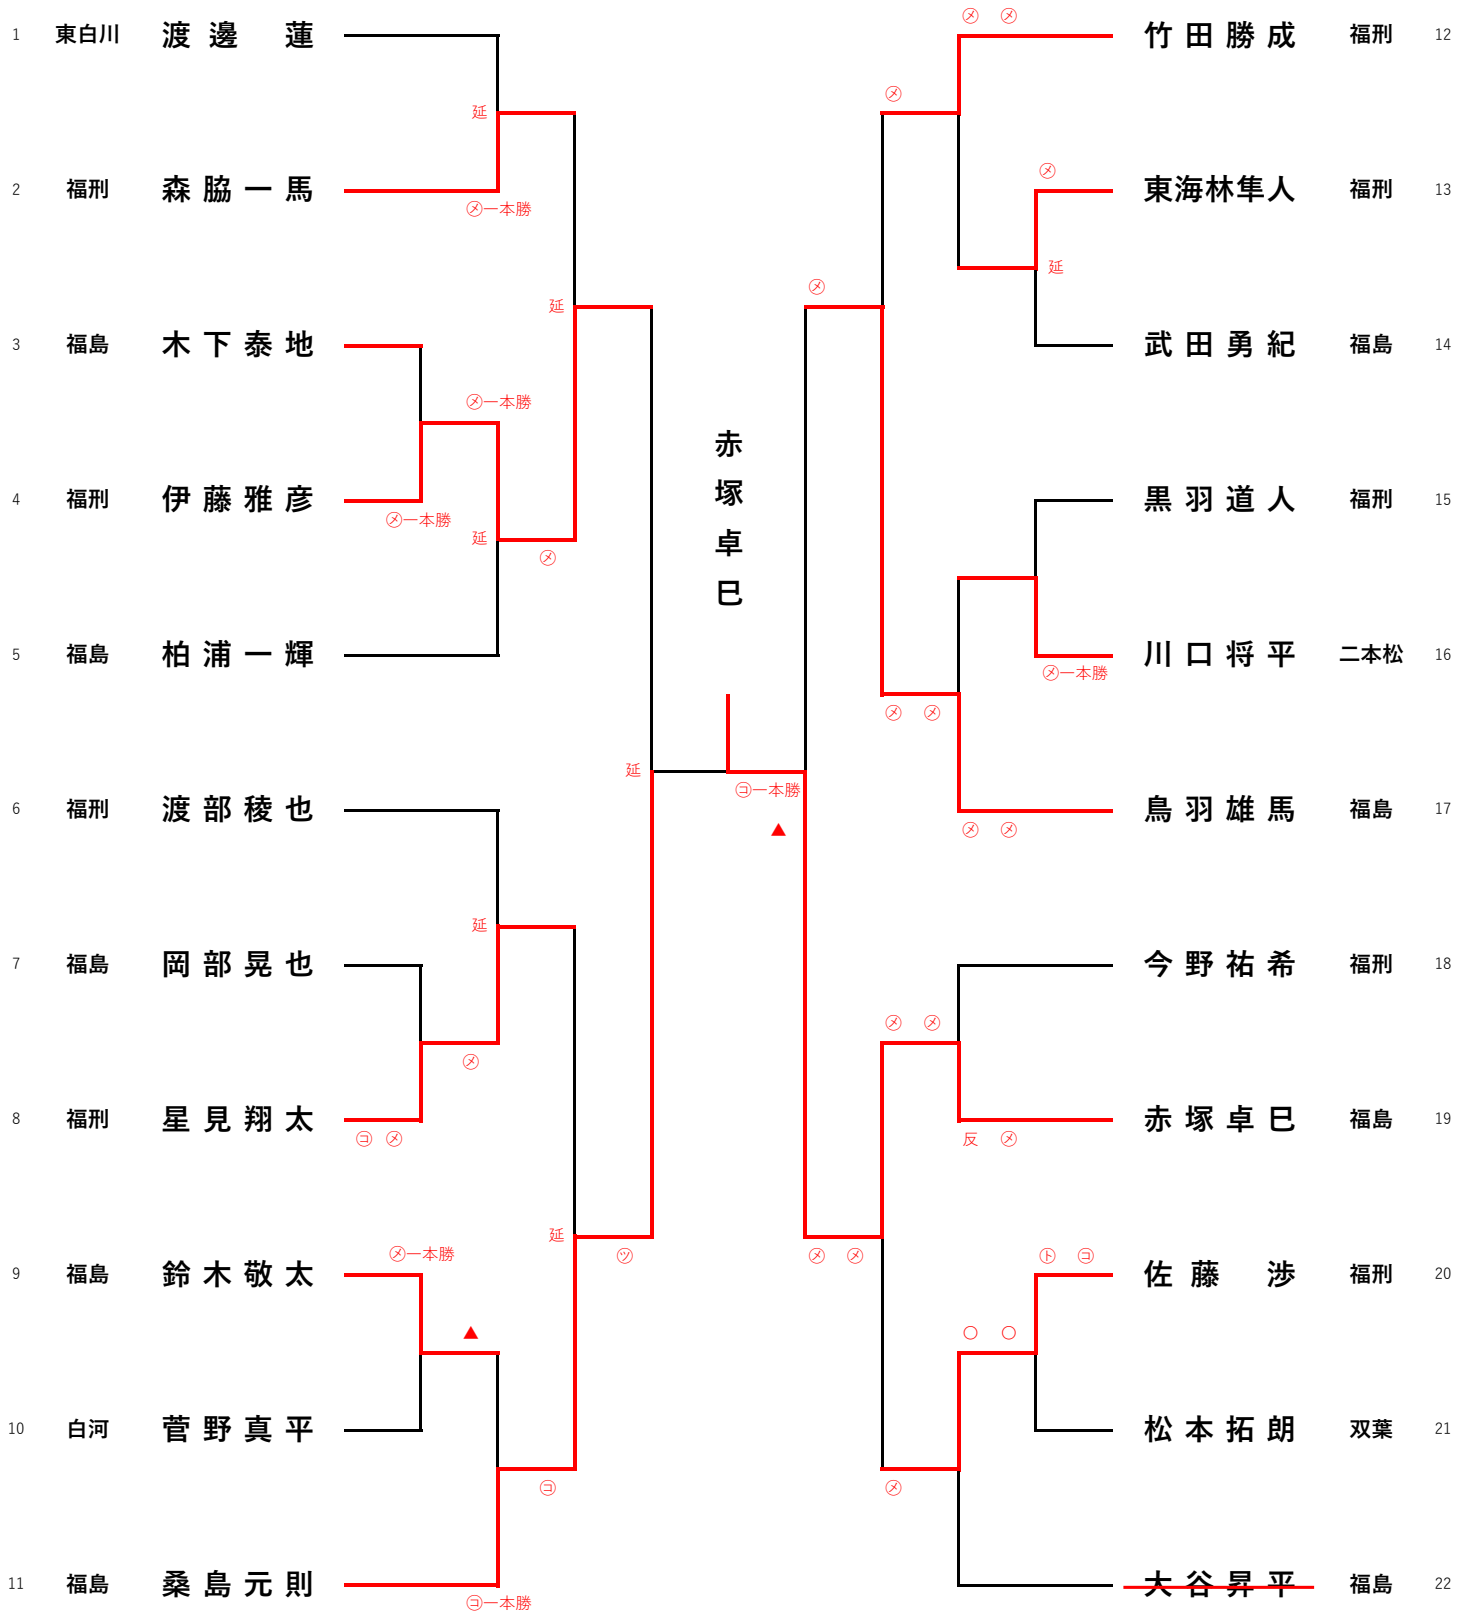 1 東白川 渡邊 蓮
延
2 福刑 森脇一馬
㋱一本勝
延
3 福島 木下泰地
㋱一本勝
4 福刑 伊藤雅彦
㋱一本勝
延
㋱
5 福島 柏浦一輝
延
6 福刑 渡部稜也
延
7 福島 岡部晃也
㋱
8 福刑 星見翔太
㋙ ㋱
延
㋡
㋱一本勝
9 福島 鈴木敬太
▲
10 白河 菅野真平
㋙
11 福島 桑島元則
㋙一本勝
赤塚卓巳
㋙一本勝
▲
㋱ ㋱
竹田勝成 福刑 12
㋱
㋱
東海林隼人 福刑 13
延
㋱
武田勇紀 福島 14
黒羽道人 福刑 15
川口将平 二本松 16
㋱一本勝
㋱ ㋱
鳥羽雄馬 福島 17
㋱ ㋱
今野祐希 福刑 18
㋱ ㋱
赤塚卓巳 福島 19
反 ㋱
㋱ ㋱
㋣ ㋙
佐藤 渉 福刑 20
○ ○
松本拓朗 双葉 21
㋱
大谷昇平 福島 22